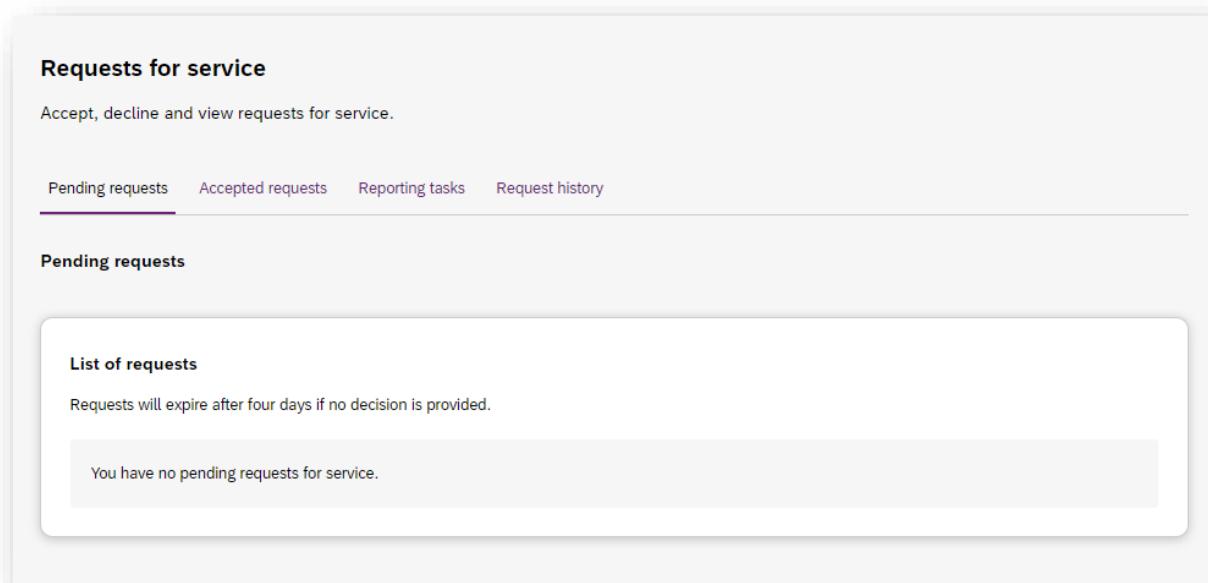 Requests for service
Accept, decline and view requests for service.
Pending requests Accepted requests Reporting tasks Request history
Pending requests
List of requests
Requests will expire after four days if no decision is provided.
You have no pending requests for service.